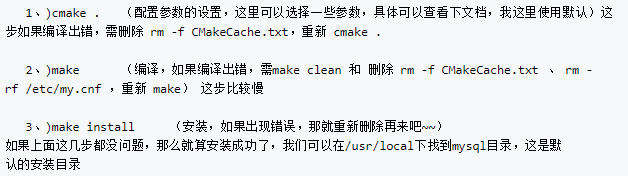 1、)cmake . （配置参数的设置，这里可以选择一些参数，具体可以查看下文档，我这里使用默认）这
步如果编译出错，需删除 rm -f CMakeCache.txt，重新 cmake .
2、)make （编译，如果编译出错，需make clean 和 删除 rm -f CMakeCache.txt 、 rm -
rf /etc/my.cnf ，重新 make） 这步比较慢
3、)make install （安装，如果出现错误，那就重新删除再来吧~~）
如果上面这几步都没问题，那么就算安装成功了，我们可以在/usr/local下找到mysql目录，这是默
认的安装目录